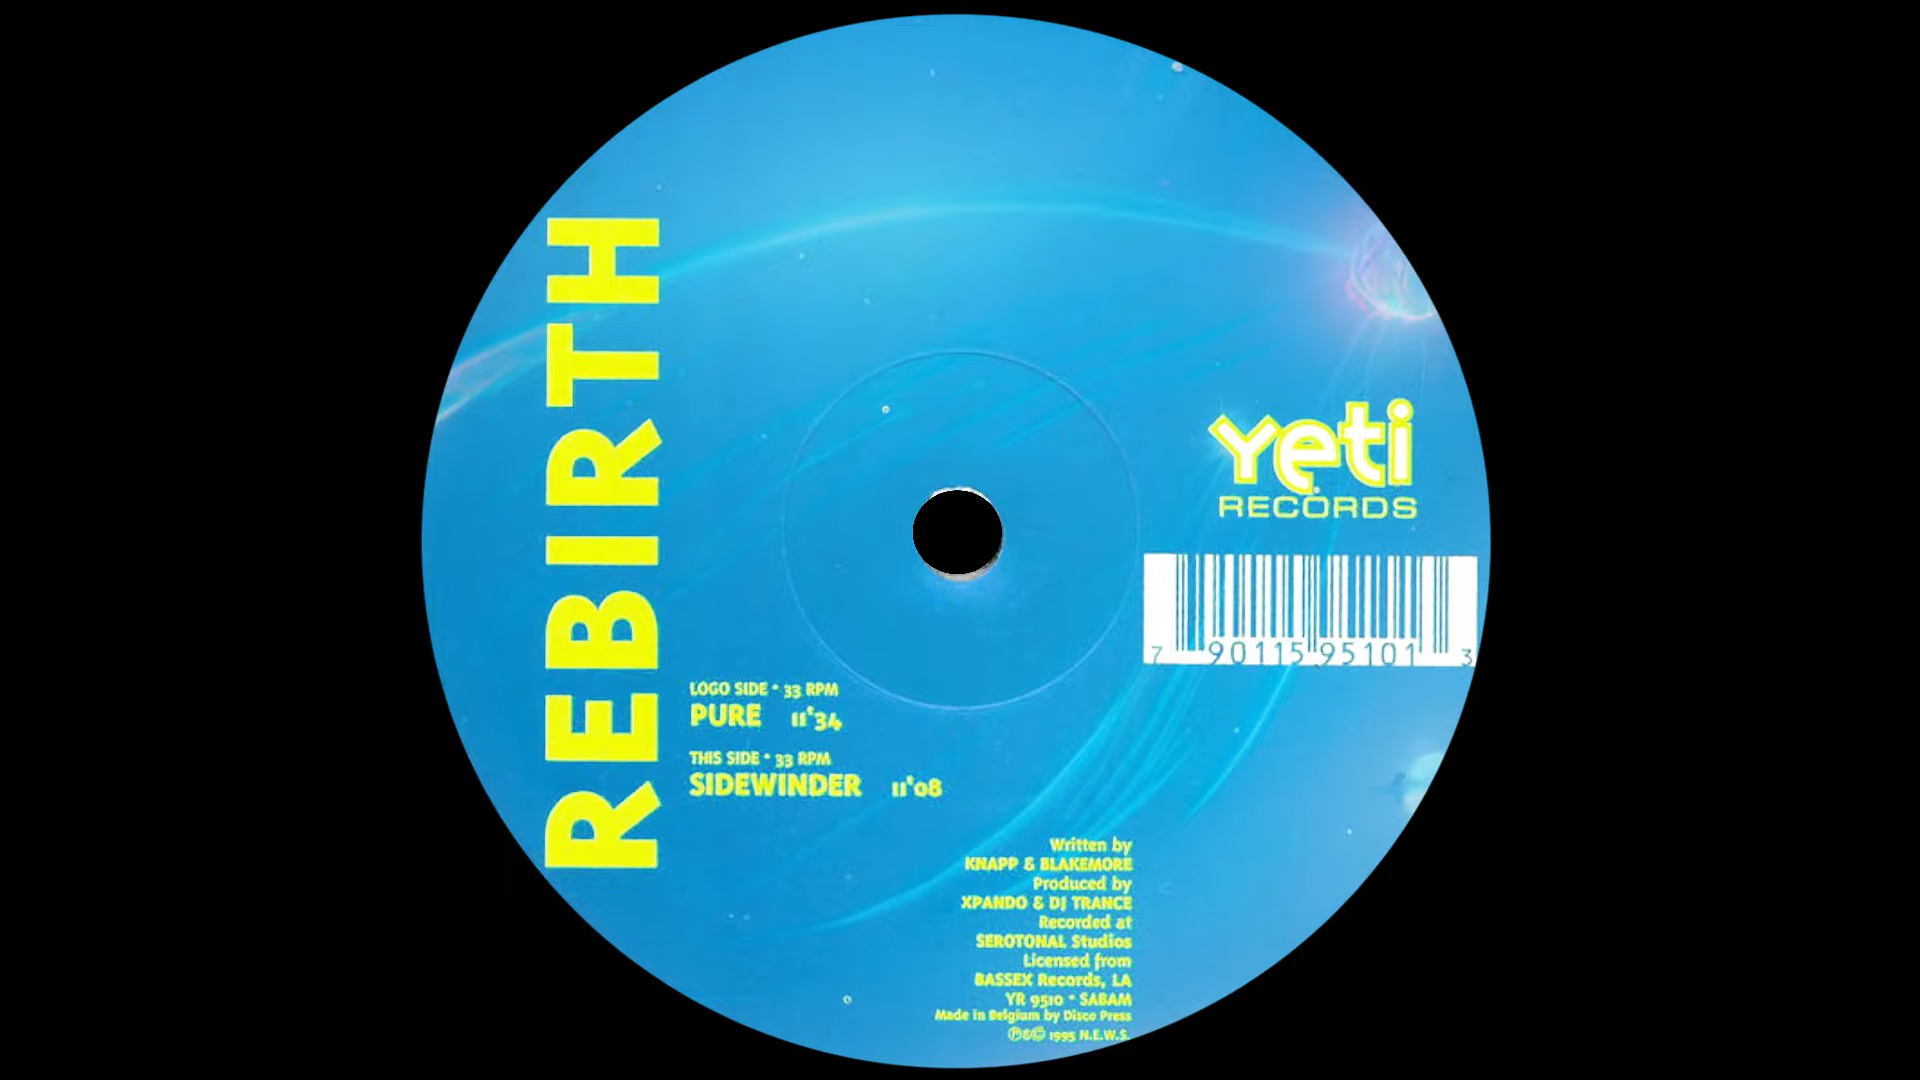 REBIRTH
Yeti
RECORDS
7 90115 95101 3
LOGO SIDE • 33 RPM
PURE 11'34
THIS SIDE • 33 RPM
SIDEWINDER 11'08
Written by
KNAPP & BLAKEMORE
Produced by
XPANDO & DJ TRANCE
Recorded at
SEROTONAL Studios
Licensed from
BASSEX Records, LA
YR 9510 • SABAM
Made in Belgium by Disco Press
℗&© 1995 N.E.W.S.